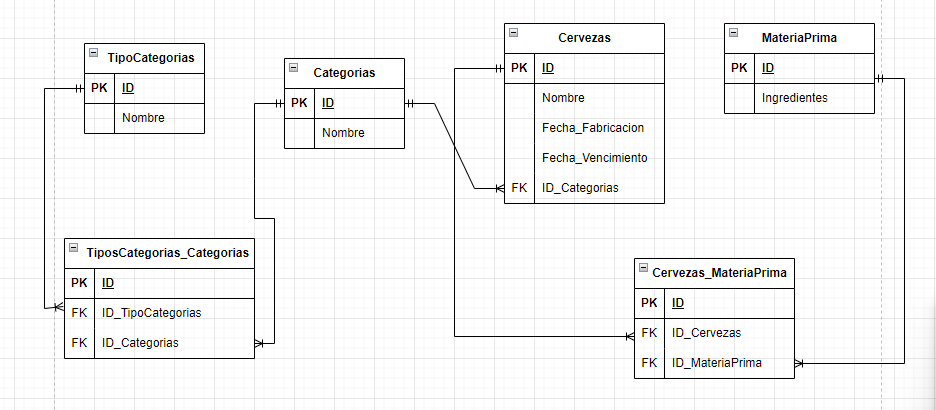 TipoCategorias
PK ID
Nombre
Categorias
PK ID
Nombre
Cervezas
PK ID
Nombre
Fecha_Fabricacion
Fecha_Vencimiento
FK ID_Categorias
MateriaPrima
PK ID
Ingredientes
TiposCategorias_Categorias
PK ID
FK ID_TipoCategorias
FK ID_Categorias
Cervezas_MateriaPrima
PK ID
FK ID_Cervezas
FK ID_MateriaPrima